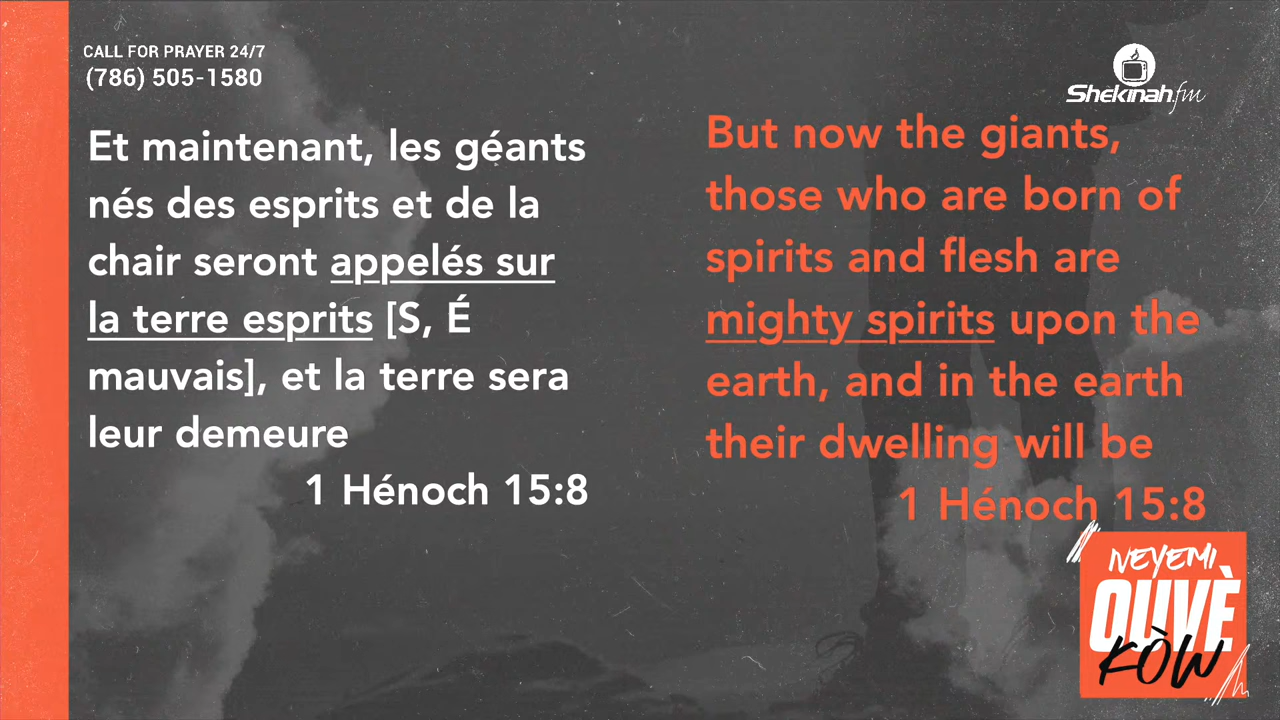 CALL FOR PRAYER 24/7
(786) 505-1580
Shekinah.fm
Et maintenant, les géants
nés des esprits et de la
chair seront appelés sur
la terre esprits [S, É
mauvais], et la terre sera
leur demeure
1 Hénoch 15:8
But now the giants,
those who are born of
spirits and flesh are
mighty spirits upon the
earth, and in the earth
their dwelling will be
1 Hénoch 15:8
NEYEMI
OUVÈ
KÒW